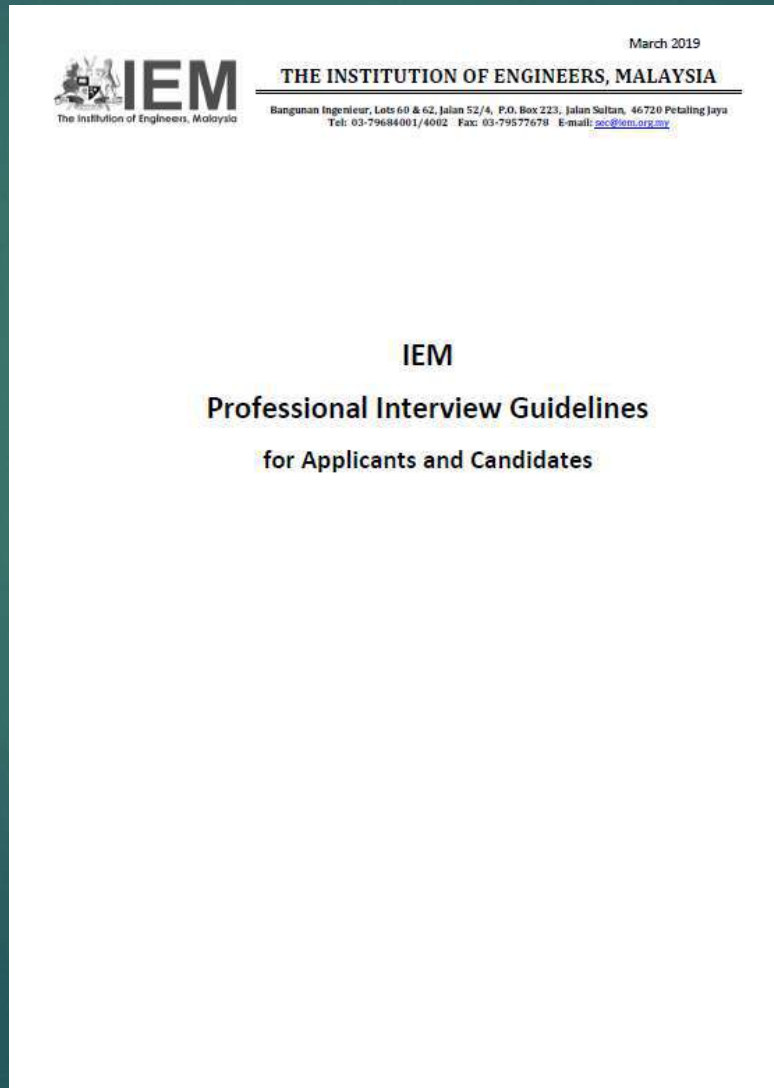 March 2019
IEM
The Institution of Engineers, Malaysia
THE INSTITUTION OF ENGINEERS, MALAYSIA
Bangunan Ingenieur, Lots 60 & 62, Jalan 52/4, P.O. Box 223, Jalan Sultan, 46720 Petaling Jaya
Tel: 03-79684001/4002 Fax: 03-79577678 E-mail: sec@iem.org.my
IEM
Professional Interview Guidelines
for Applicants and Candidates